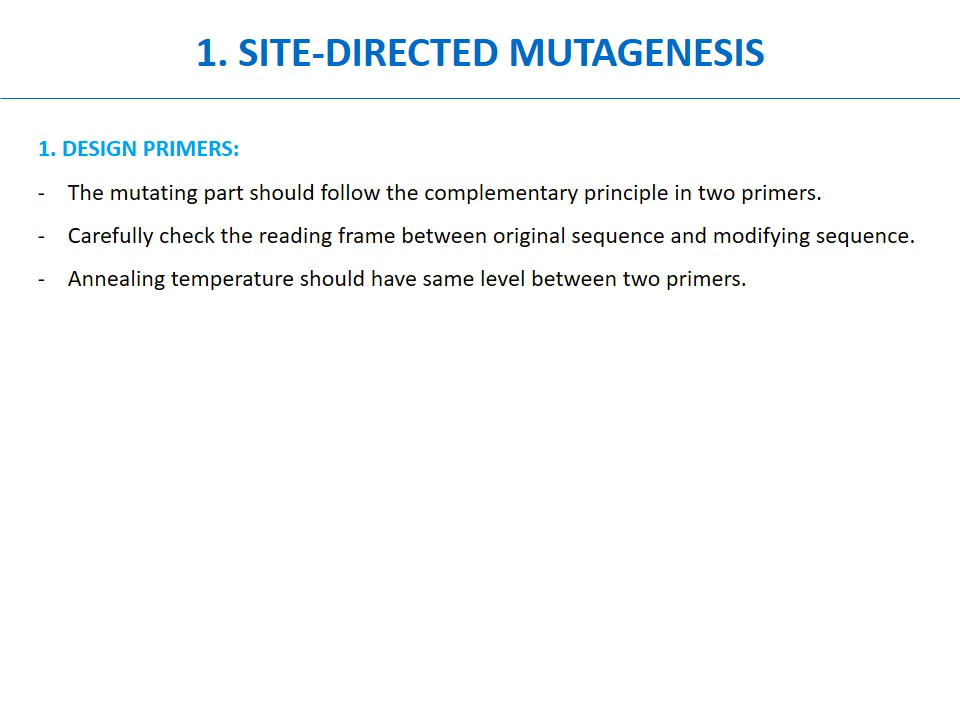 1. SITE-DIRECTED MUTAGENESIS
1. DESIGN PRIMERS:
- The mutating part should follow the complementary principle in two primers.
- Carefully check the reading frame between original sequence and modifying sequence.
- Annealing temperature should have same level between two primers.